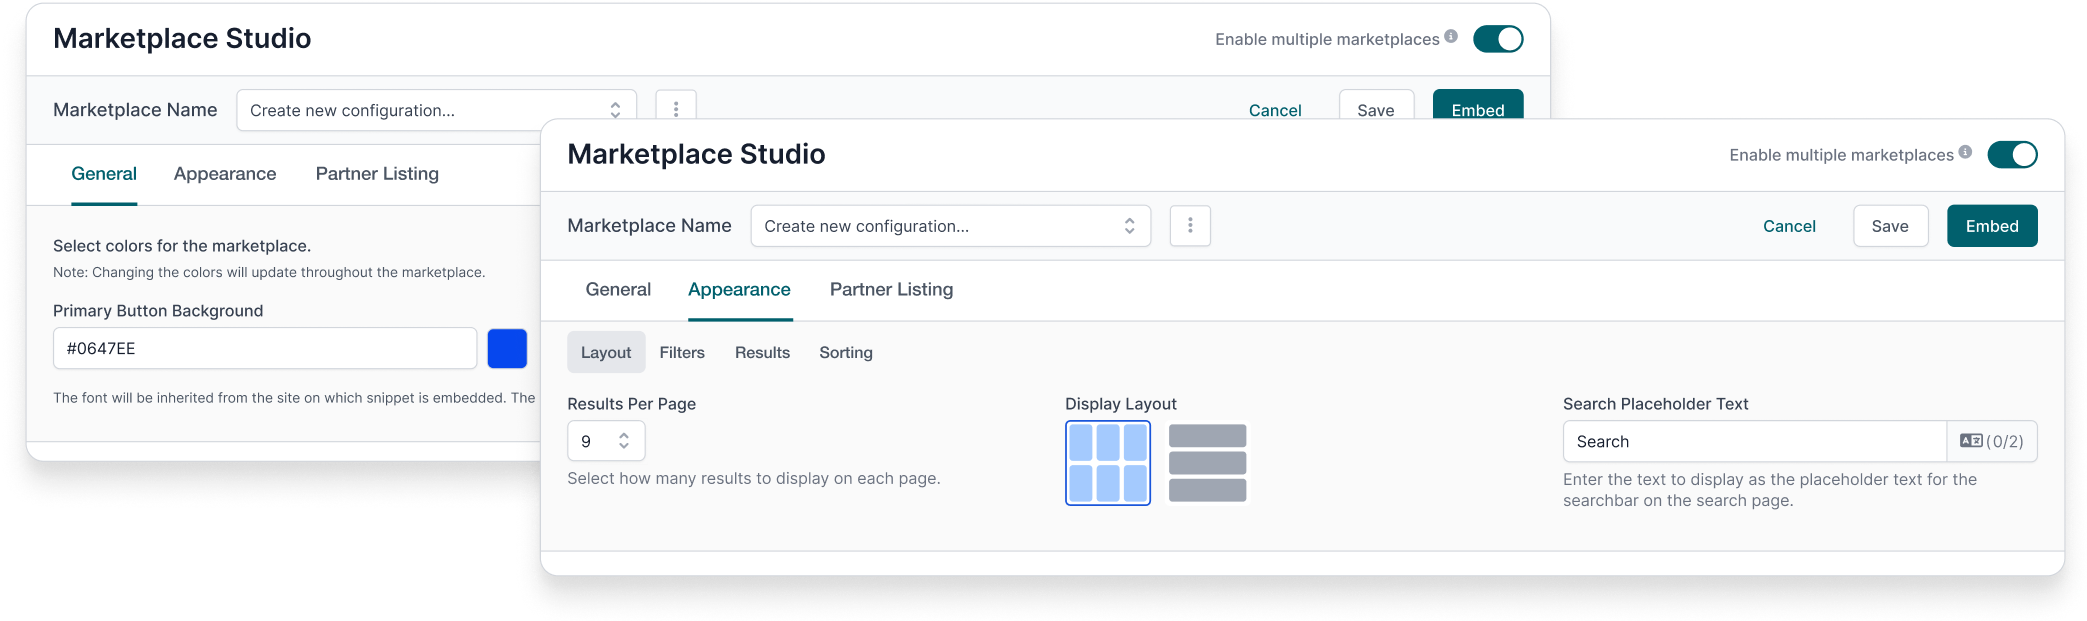 Marketplace Studio
Enable multiple marketplaces
Marketplace Name
Create new configuration...
Cancel
Save
Embed
General
Appearance
Partner Listing
Select colors for the marketplace.
Note: Changing the colors will update throughout the marketplace.
Primary Button Background
#0647EE
The font will be inherited from the site on which snippet is embedded. The
Marketplace Studio
Enable multiple marketplaces
Marketplace Name
Create new configuration...
Cancel
Save
Embed
General
Appearance
Partner Listing
Layout
Filters
Results
Sorting
Results Per Page
9
Select how many results to display on each page.
Display Layout
Search Placeholder Text
Search
(0/2)
Enter the text to display as the placeholder text for the
searchbar on the search page.